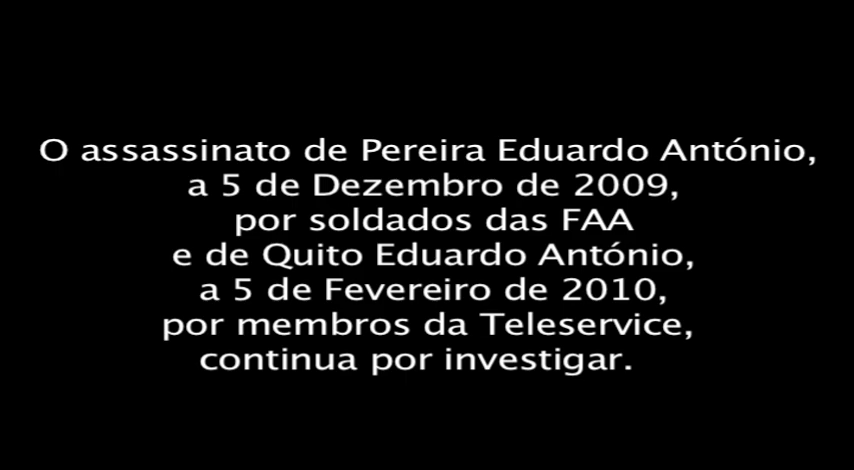 O assassinato de Pereira Eduardo António,
a 5 de Dezembro de 2009,
por soldados das FAA
e de Quito Eduardo António,
a 5 de Fevereiro de 2010,
por membros da Teleservice,
continua por investigar.